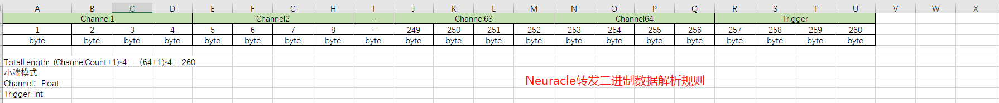 A B C D E F G H I J K L M N O P Q R S T U V W X
Channel1 Channel2 ... Channel63 Channel64 Trigger
1 2 3 4 5 6 7 8 ... 249 250 251 252 253 254 255 256 257 258 259 260
byte byte byte byte byte byte byte byte byte byte byte byte byte byte byte byte byte byte byte byte byte
TotalLength: (ChannelCount+1)*4= （64+1)*4 = 260
小端模式
Neuracle转发二进制数据解析规则
Channel：Float
Trigger: int